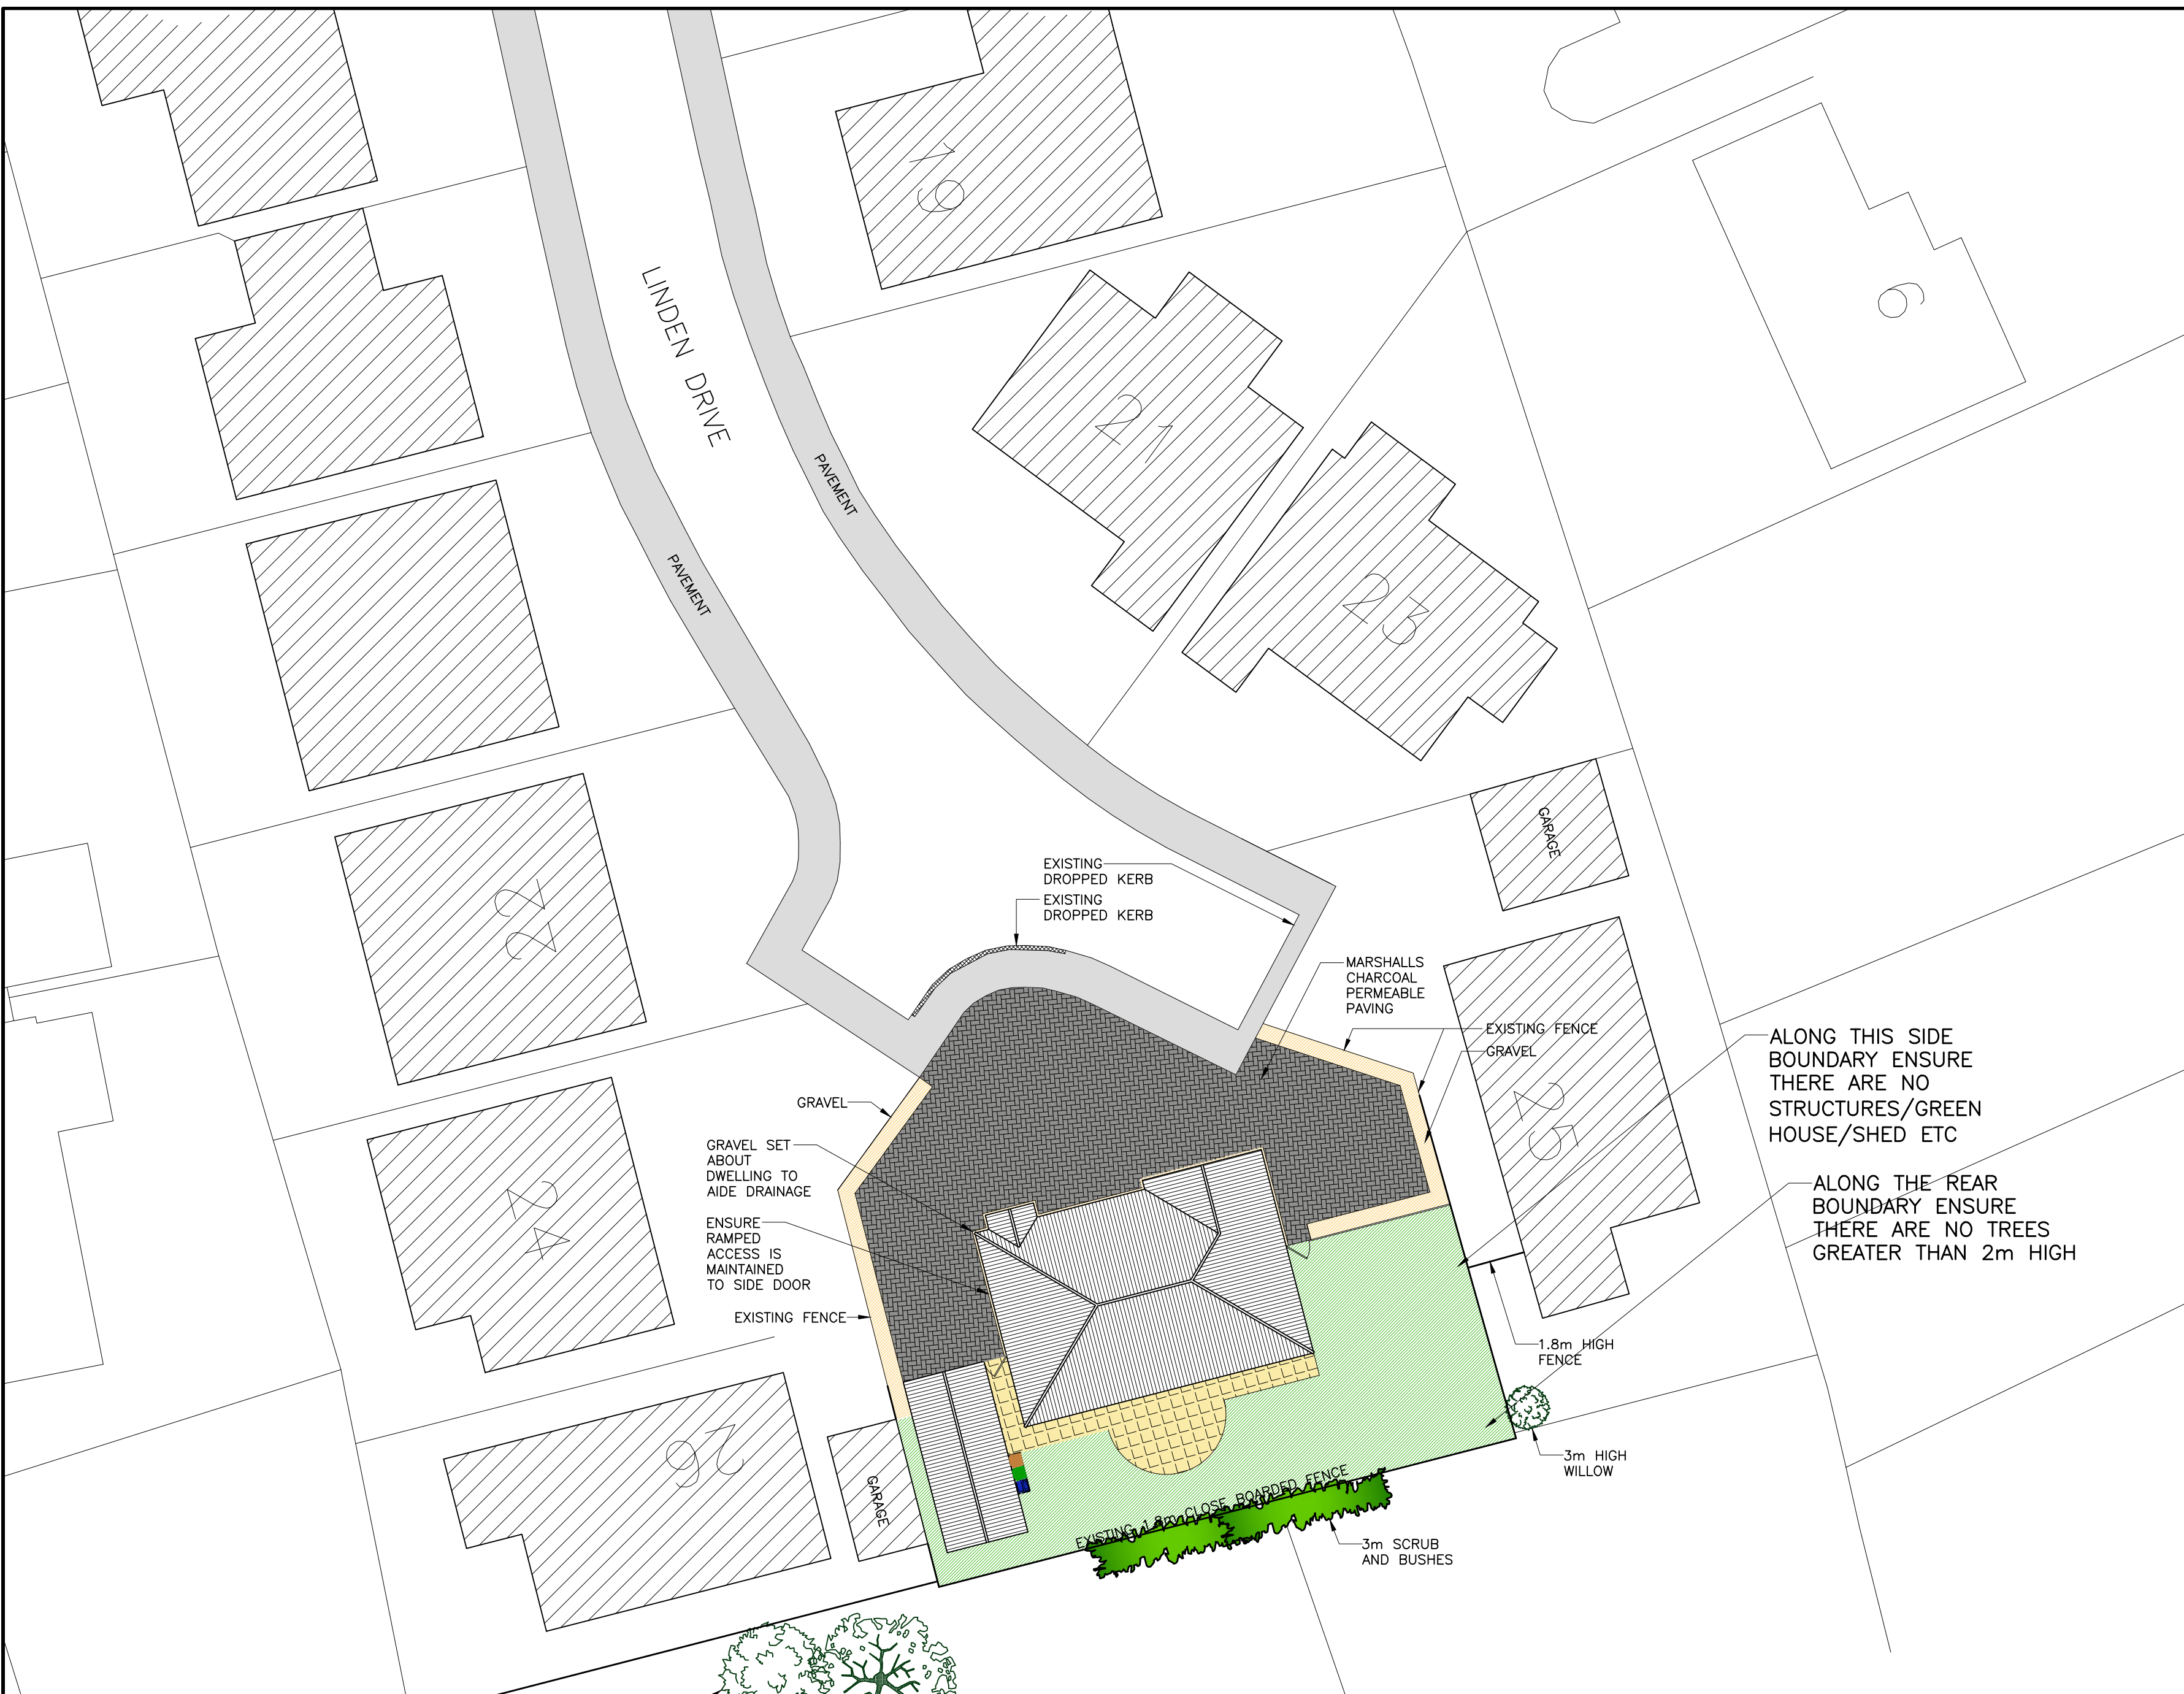 19
LINDEN DRIVE
9
21
PAVEMENT
23
PAVEMENT
GARAGE
22
EXISTING
DROPPED KERB
EXISTING
DROPPED KERB
MARSHALLS
CHARCOAL
PERMEABLE
PAVING
EXISTING FENCE
GRAVEL
ALONG THIS SIDE
BOUNDARY ENSURE
THERE ARE NO
STRUCTURES/GREEN
HOUSE/SHED ETC
25
GRAVEL
GRAVEL SET
ABOUT
DWELLING TO
AIDE DRAINAGE
24
ALONG THE REAR
BOUNDARY ENSURE
THERE ARE NO TREES
GREATER THAN 2m HIGH
ENSURE
RAMPED
ACCESS IS
MAINTAINED
TO SIDE DOOR
EXISTING FENCE
1.8m HIGH
FENCE
26
GARAGE
3m HIGH
WILLOW
EXISTING 1.8m CLOSE BOARDED FENCE
3m SCRUB
AND BUSHES